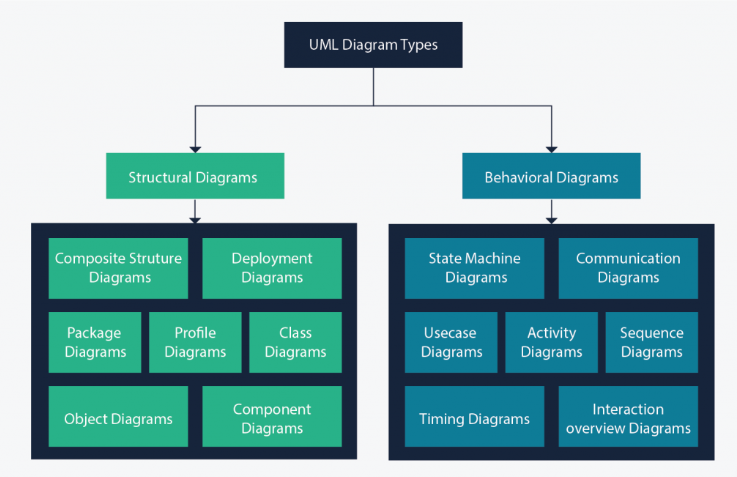 UML Diagram Types
Structural Diagrams
Behavioral Diagrams
Composite Struture
Diagrams
Deployment
Diagrams
Package
Diagrams
Profile
Diagrams
Class
Diagrams
Object Diagrams
Component
Diagrams
State Machine
Diagrams
Communication
Diagrams
Usecase
Diagrams
Activity
Diagrams
Sequence
Diagrams
Timing Diagrams
Interaction
overview Diagrams